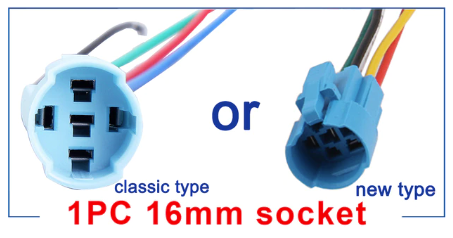 or
classic type
new type
1PC 16mm socket